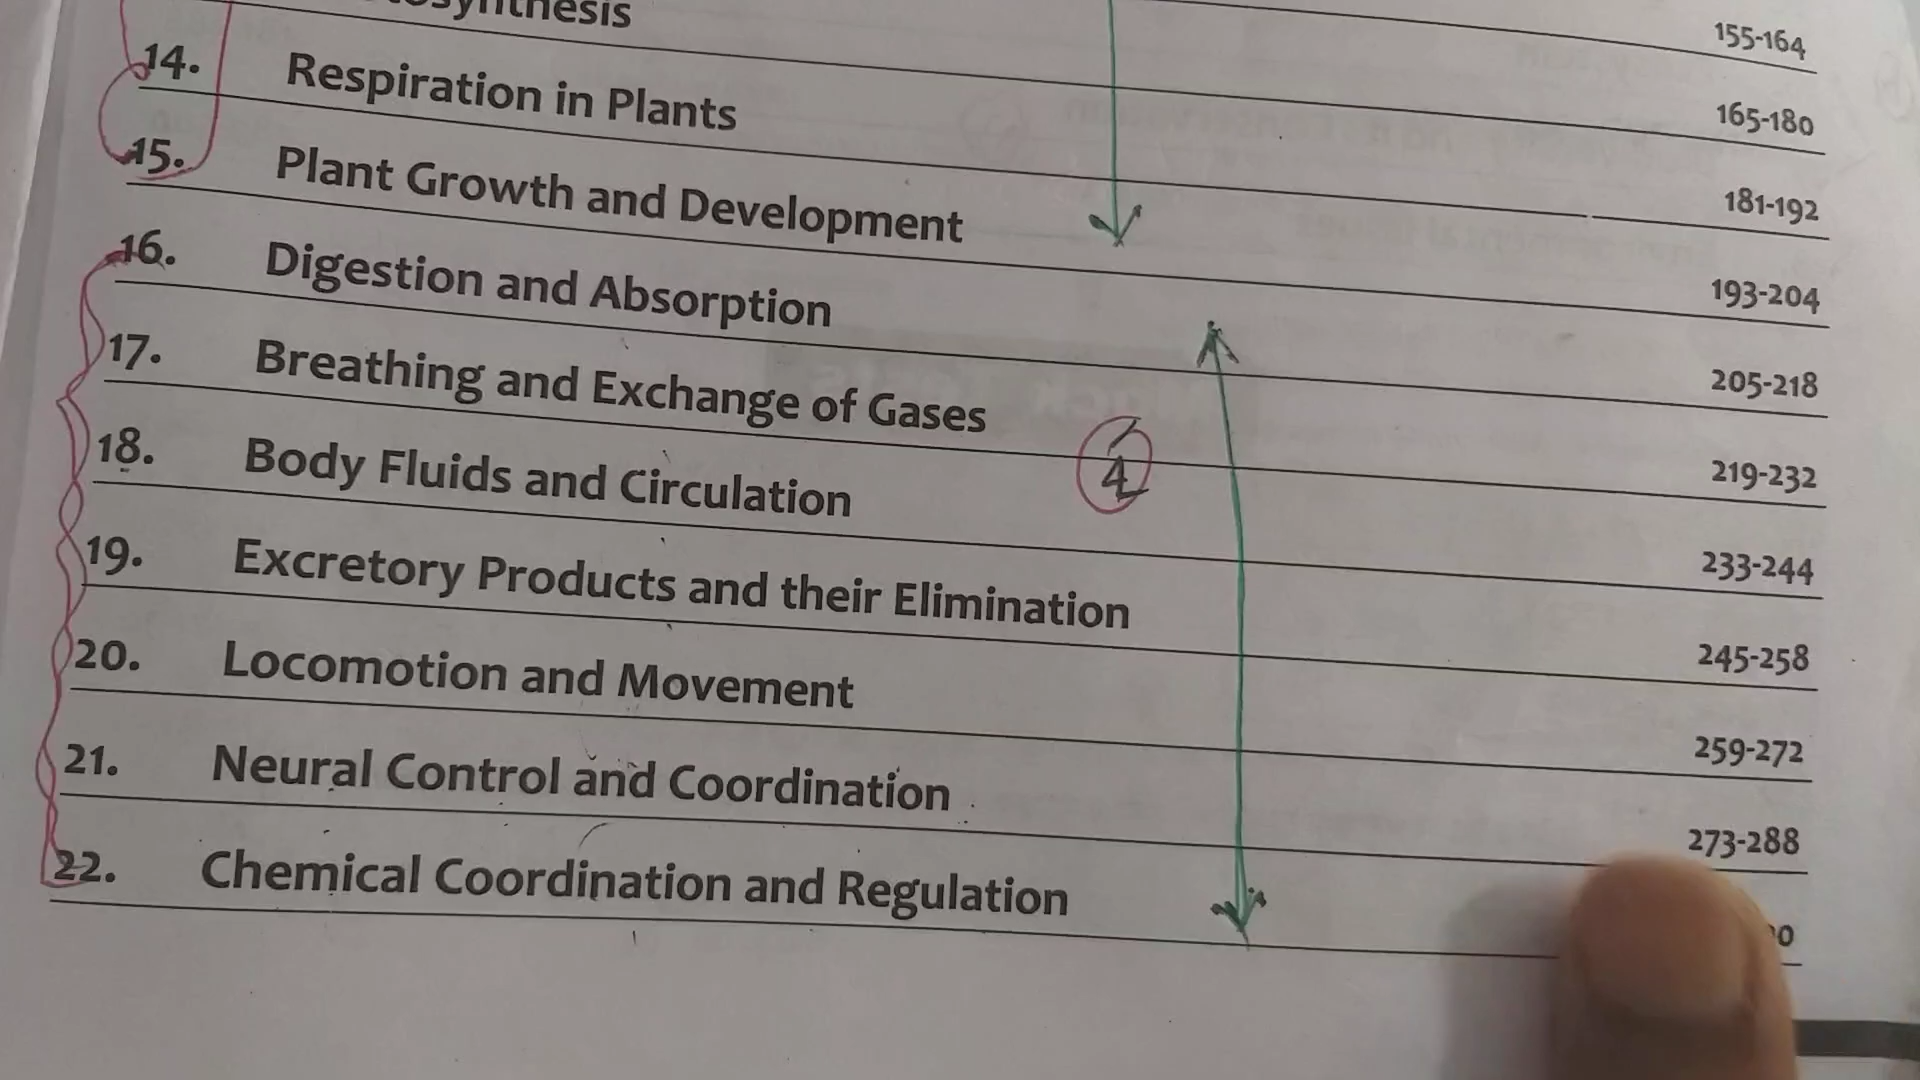 155-164
synthesis 165-180
14. Respiration in Plants 181-192
15. Plant Growth and Development 193-204
16. Digestion and Absorption 205-218
17. Breathing and Exchange of Gases 219-232
4
18. Body Fluids and Circulation 233-244
19. Excretory Products and their Elimination 245-258
20. Locomotion and Movement 259-272
21. Neural Control and Coordination 273-288
22. Chemical Coordination and Regulation